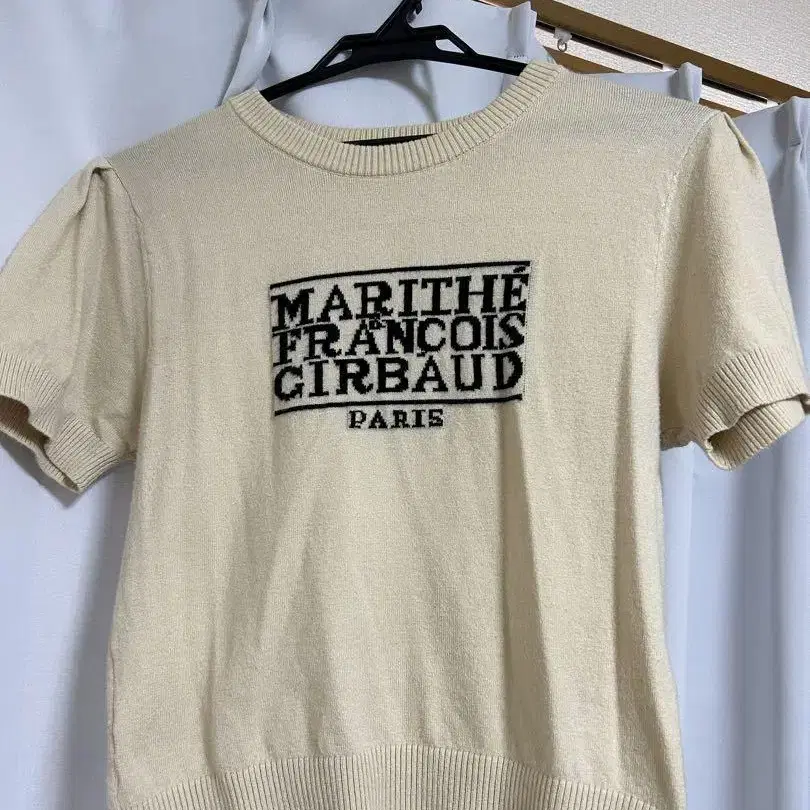 MARITHÉ
&
FRANCOIS
GIRBAUD
PARIS